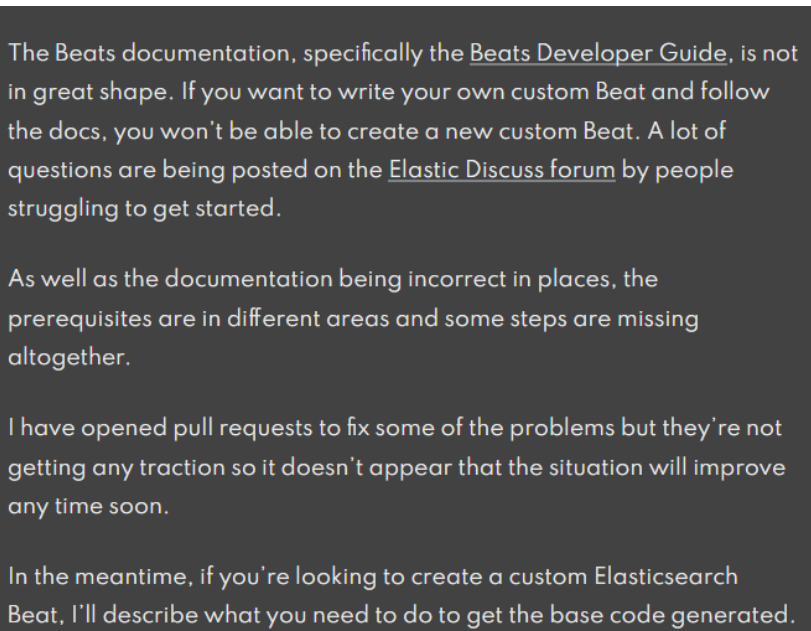 The Beats documentation, specifically the Beats Developer Guide, is not
in great shape. If you want to write your own custom Beat and follow
the docs, you won’t be able to create a new custom Beat. A lot of
questions are being posted on the Elastic Discuss forum by people
struggling to get started.
As well as the documentation being incorrect in places, the
prerequisites are in different areas and some steps are missing
altogether.
I have opened pull requests to fix some of the problems but they’re not
getting any traction so it doesn’t appear that the situation will improve
any time soon.
In the meantime, if you’re looking to create a custom Elasticsearch
Beat, I’ll describe what you need to do to get the base code generated.